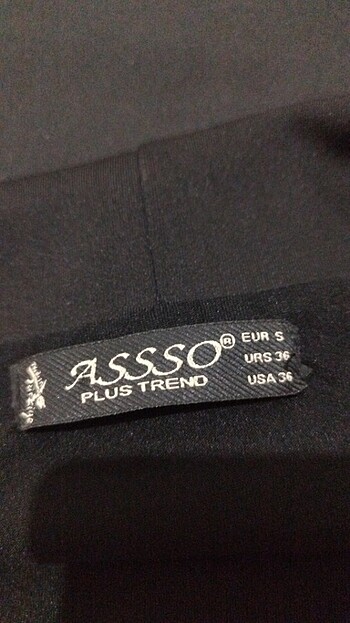 ASSSO®
PLUS TREND
EUR S
URS 36
USA 36